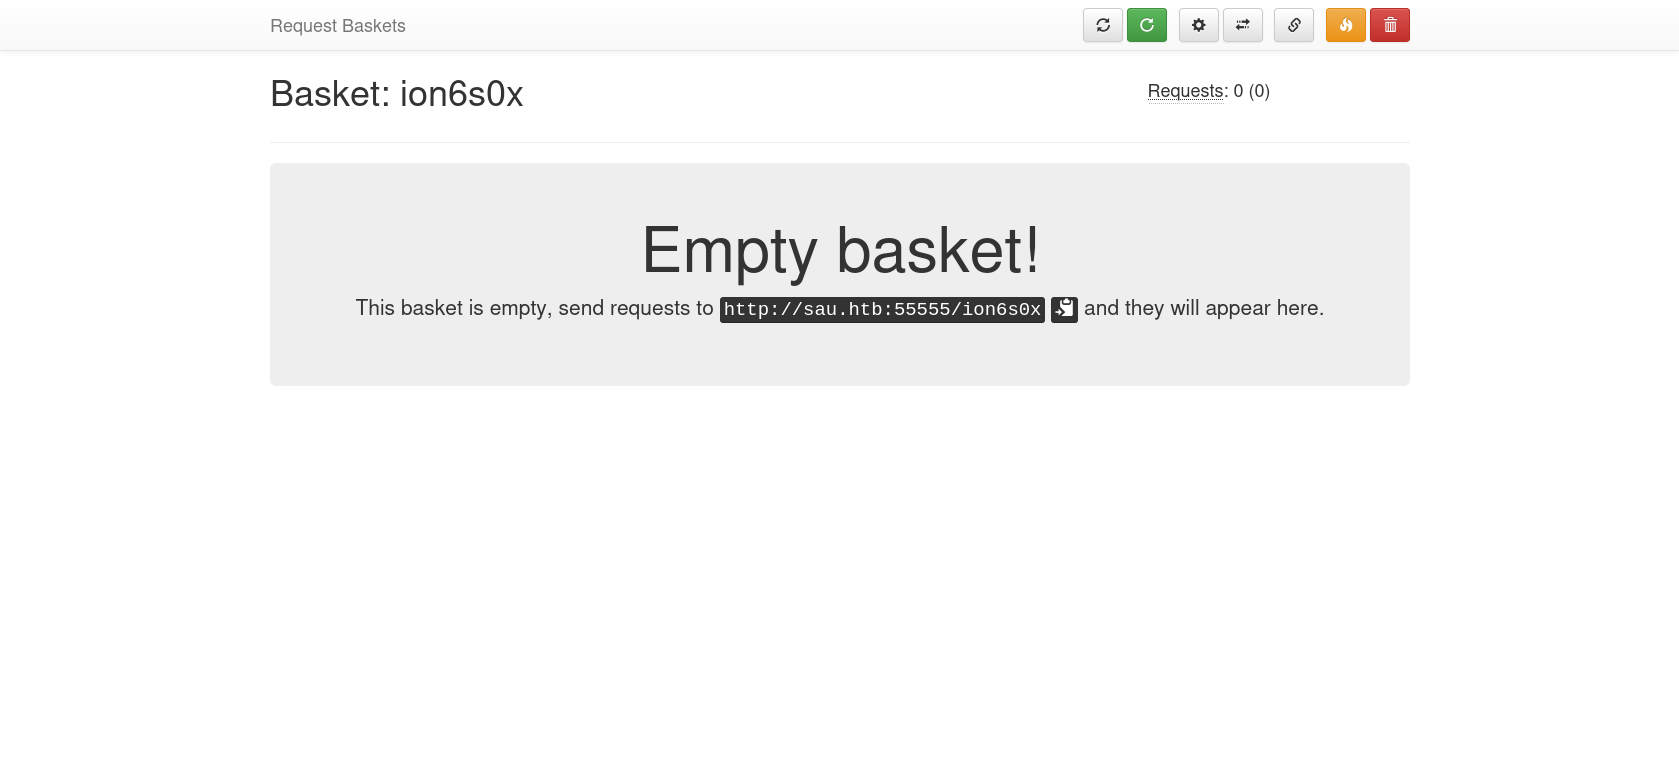 Request Baskets
Basket: ion6s0x
Requests: 0 (0)
Empty basket!
This basket is empty, send requests to http://sau.htb:55555/ion6s0x and they will appear here.